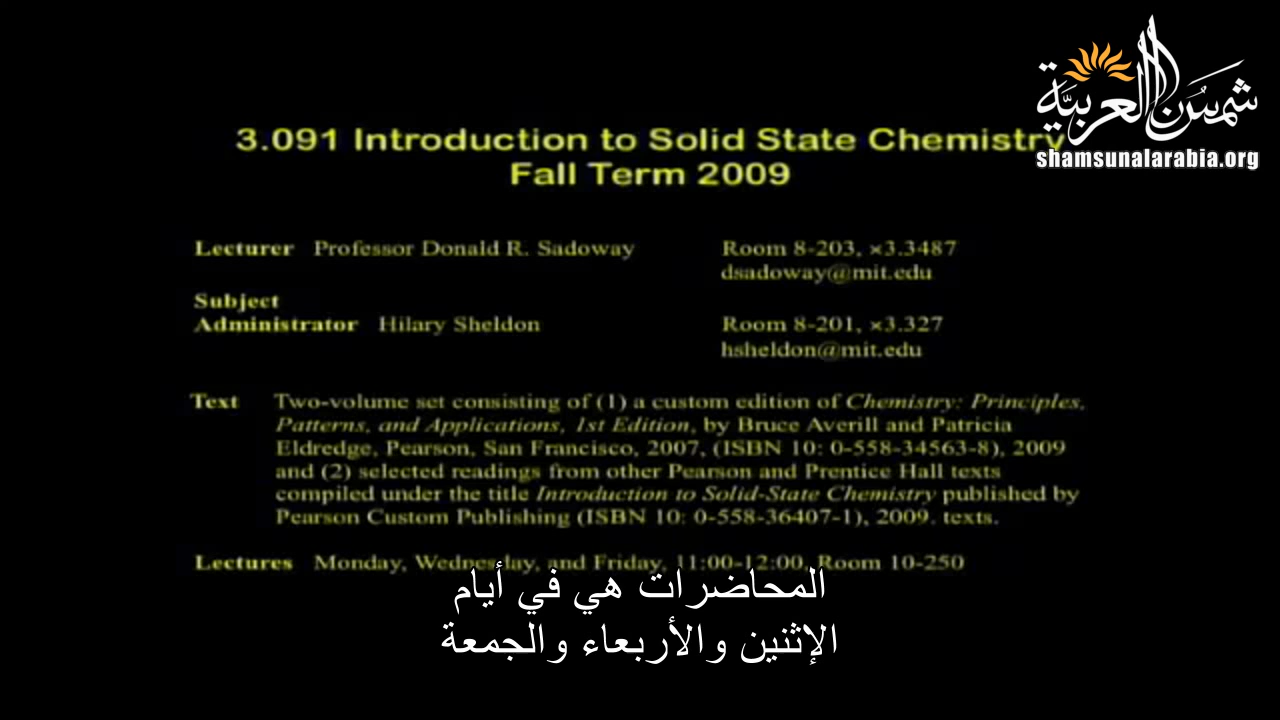 شمس العربية
shamsunalarabia.org
3.091 Introduction to Solid State Chemistry
Fall Term 2009
Lecturer Professor Donald R. Sadoway Room 8-203, ×3.3487
dsadoway@mit.edu
Subject
Administrator Hilary Sheldon Room 8-201, ×3.327
hsheldon@mit.edu
Text Two-volume set consisting of (1) a custom edition of Chemistry: Principles,
Patterns, and Applications, 1st Edition, by Bruce Averill and Patricia
Eldredge, Pearson, San Francisco, 2007, (ISBN 10: 0-558-34563-8), 2009
and (2) selected readings from other Pearson and Prentice Hall texts
compiled under the title Introduction to Solid-State Chemistry published by
Pearson Custom Publishing (ISBN 10: 0-558-36407-1), 2009. texts.
Lectures Monday, Wednesday, and Friday, 11:00-12:00, Room 10-250
المحاضرات هي في أيام
الإثنين والأربعاء والجمعة